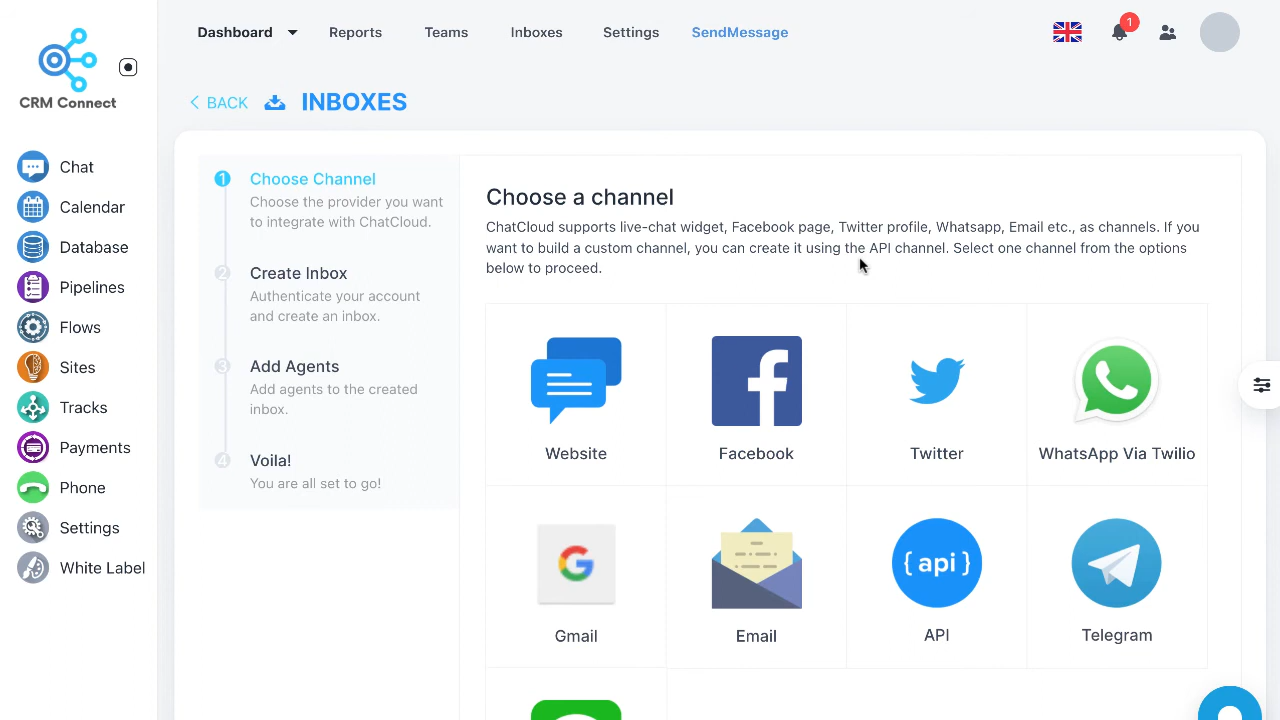 Dashboard Reports Teams Inboxes Settings SendMessage 1
CRM Connect
BACK INBOXES
Chat
Calendar
Database
Pipelines
Flows
Sites
Tracks
Payments
Phone
Settings
White Label
1 Choose Channel
Choose the provider you want
to integrate with ChatCloud.
2 Create Inbox
Authenticate your account
and create an inbox.
3 Add Agents
Add agents to the created
inbox.
4 Voila!
You are all set to go!
Choose a channel
ChatCloud supports live-chat widget, Facebook page, Twitter profile, Whatsapp, Email etc., as channels. If you
want to build a custom channel, you can create it using the API channel. Select one channel from the options
below to proceed.
Website Facebook Twitter WhatsApp Via Twilio
{ api }
Gmail Email API Telegram